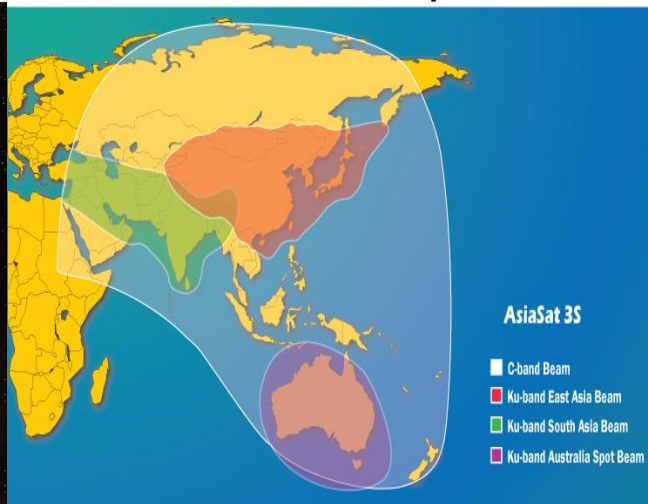 AsiaSat 3S
C-band Beam
Ku-band East Asia Beam
Ku-band South Asia Beam
Ku-band Australia Spot Beam